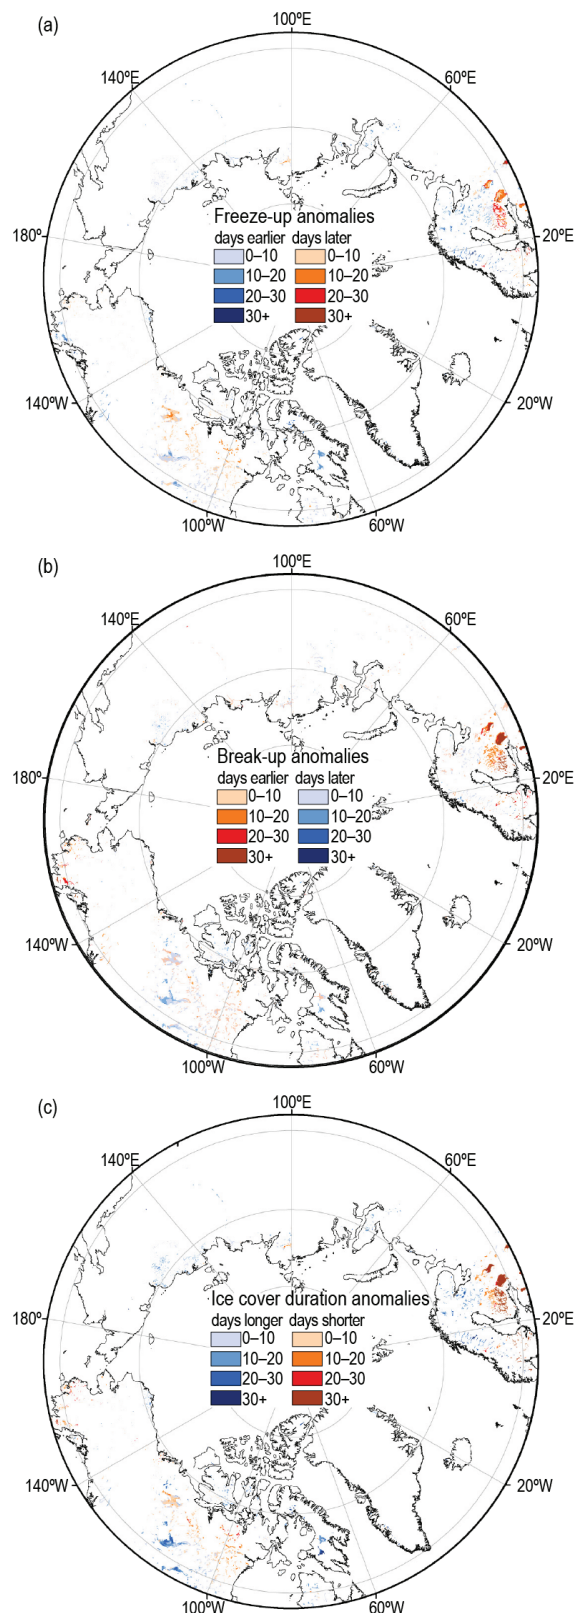 (a)
100ºE
140ºE
60ºE
180º
20ºE
Freeze-up anomalies
days earlier days later
0–10 0–10
10–20 10–20
20–30 20–30
30+ 30+
140ºW
20ºW
100ºW
60ºW
(b)
100ºE
140ºE
60ºE
180º
20ºE
Break-up anomalies
days earlier days later
0–10 0–10
10–20 10–20
20–30 20–30
30+ 30+
140ºW
20ºW
100ºW
60ºW
(c)
100ºE
140ºE
60ºE
180º
20ºE
Ice cover duration anomalies
days longer days shorter
0–10 0–10
10–20 10–20
20–30 20–30
30+ 30+
140ºW
20ºW
100ºW
60ºW